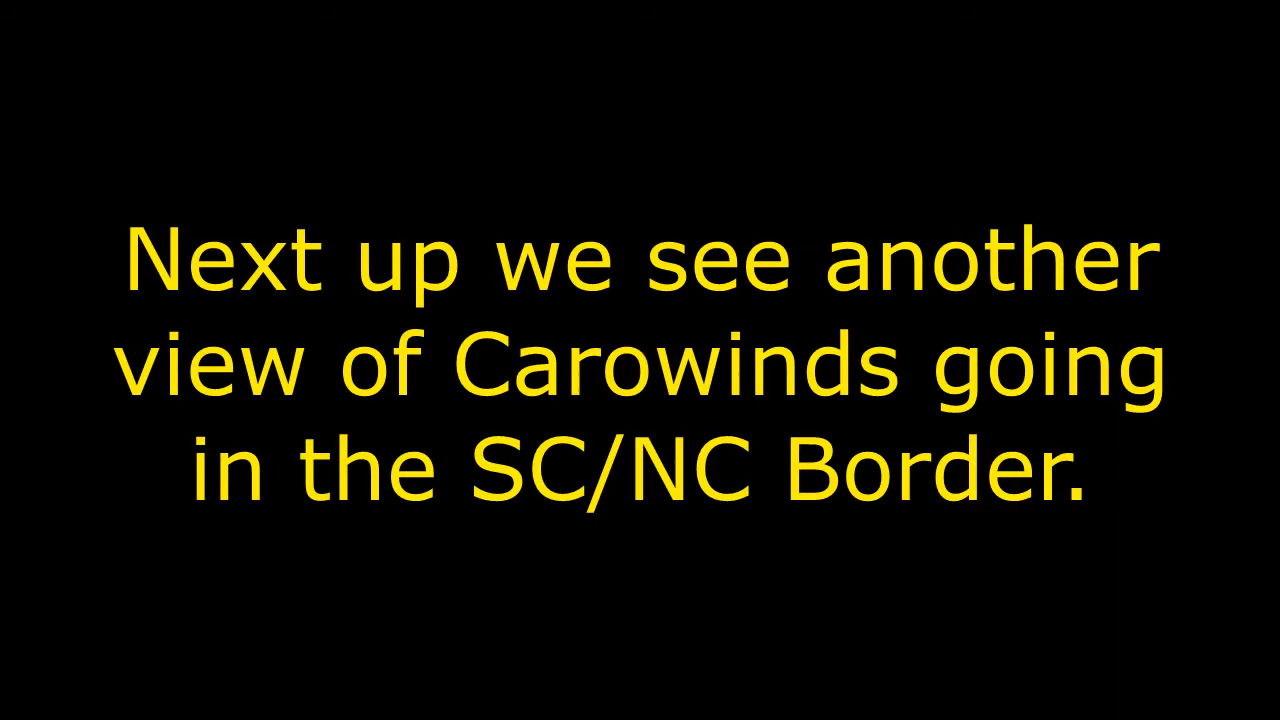 Next up we see another
view of Carowinds going
in the SC/NC Border.